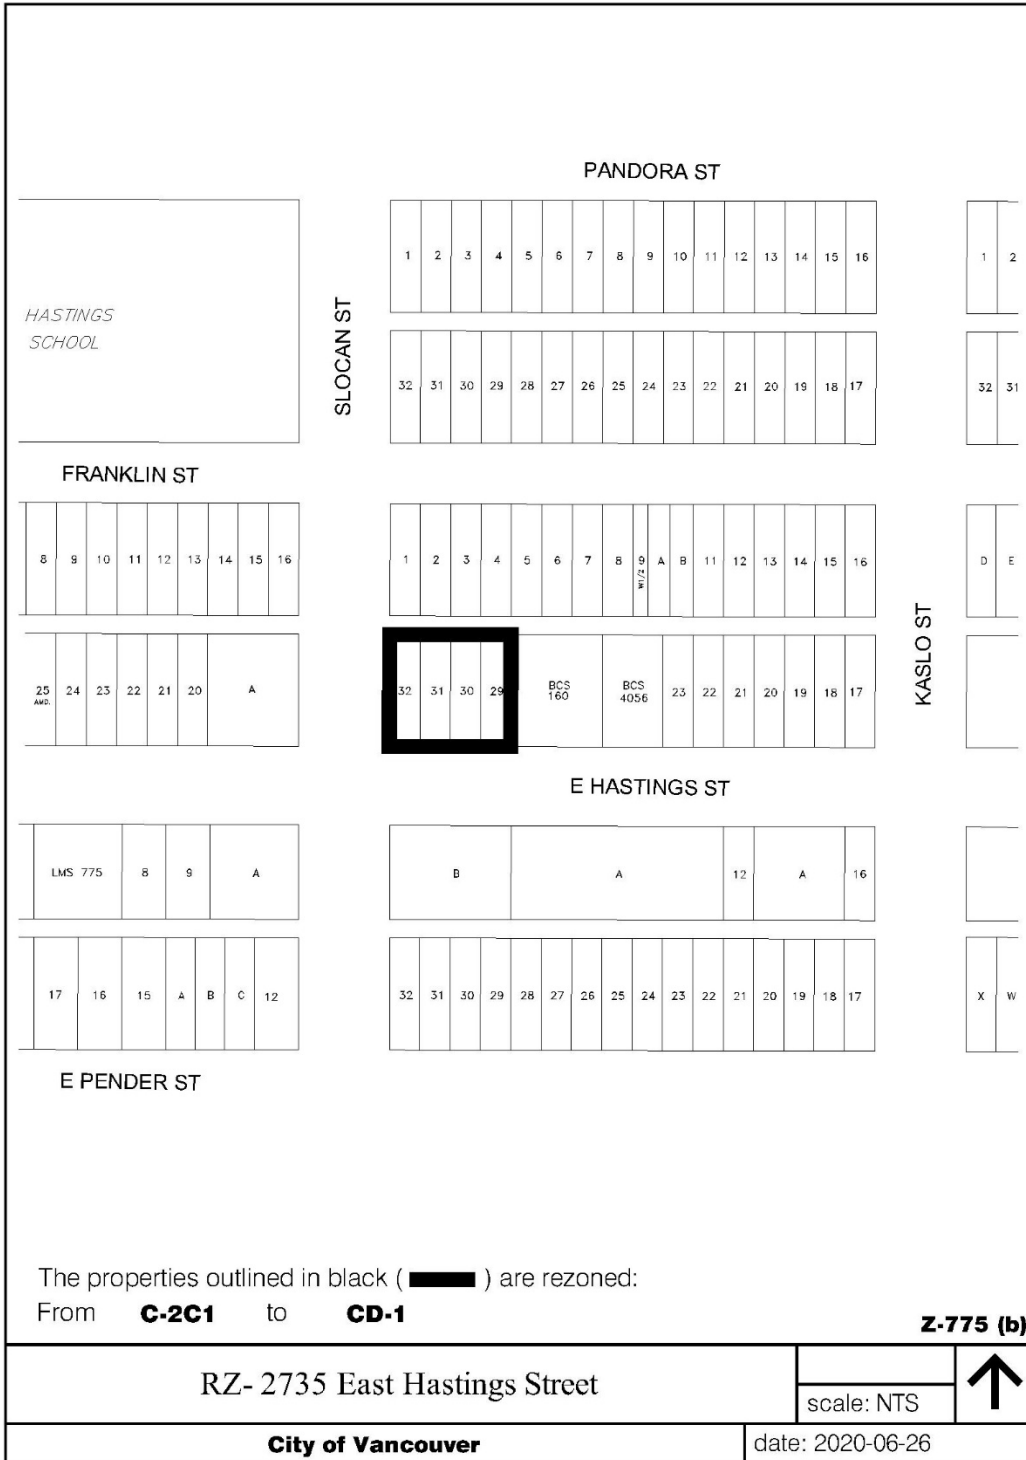 PANDORA ST
1 2 3 4 5 6 7 8 9 10 11 12 13 14 15 16
1 2
HASTINGS
SCHOOL
SLOCAN ST
32 31 30 29 28 27 26 25 24 23 22 21 20 19 18 17
32 31
FRANKLIN ST
8 9 10 11 12 13 14 15 16
1 2 3 4 5 6 7 8 W1/2 9 A B 11 12 13 14 15 16
D E
KASLO ST
25 24 23 22 21 20 A
AMD.
32 31 30 29
BCS
160
BCS
4056
23 22 21 20 19 18 17
E HASTINGS ST
LMS 775 8 9 A
B A 12 A 16
17 16 15 A B C 12
32 31 30 29 28 27 26 25 24 23 22 21 20 19 18 17
X W
E PENDER ST
The properties outlined in black ( ) are rezoned:
From C-2C1 to CD-1
Z-775 (b)
RZ- 2735 East Hastings Street
scale: NTS
City of Vancouver
date: 2020-06-26